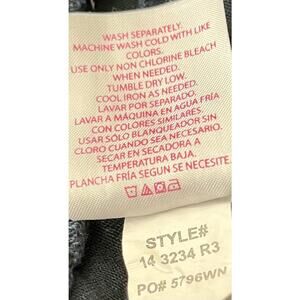 WASH SEPARATELY.
MACHINE WASH COLD WITH LIKE
COLORS.
USE ONLY NON CHLORINE BLEACH
WHEN NEEDED.
TUMBLE DRY LOW.
COOL IRON AS NEEDED.
LAVAR POR SEPARADO.
LAVAR A MÁQUINA EN AGUA FRÍA
CON COLORES SIMILARES.
USAR SÓLO BLANQUEADOR SIN
CLORO CUANDO SEA NECESARIO.
SECAR EN SECADORA A
TEMPERATURA BAJA.
PLANCHA FRÍA SEGUN SE NECESITE.
STYLE#
14 3234 R3
PO# 5796WN